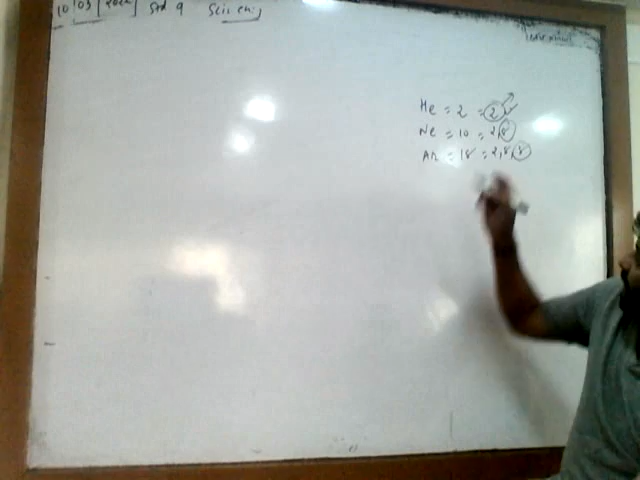 10/03/2022 Std 9 Science
He = 2 = 2
Ne = 10 = 2,8
Ar = 18 = 2,8,8